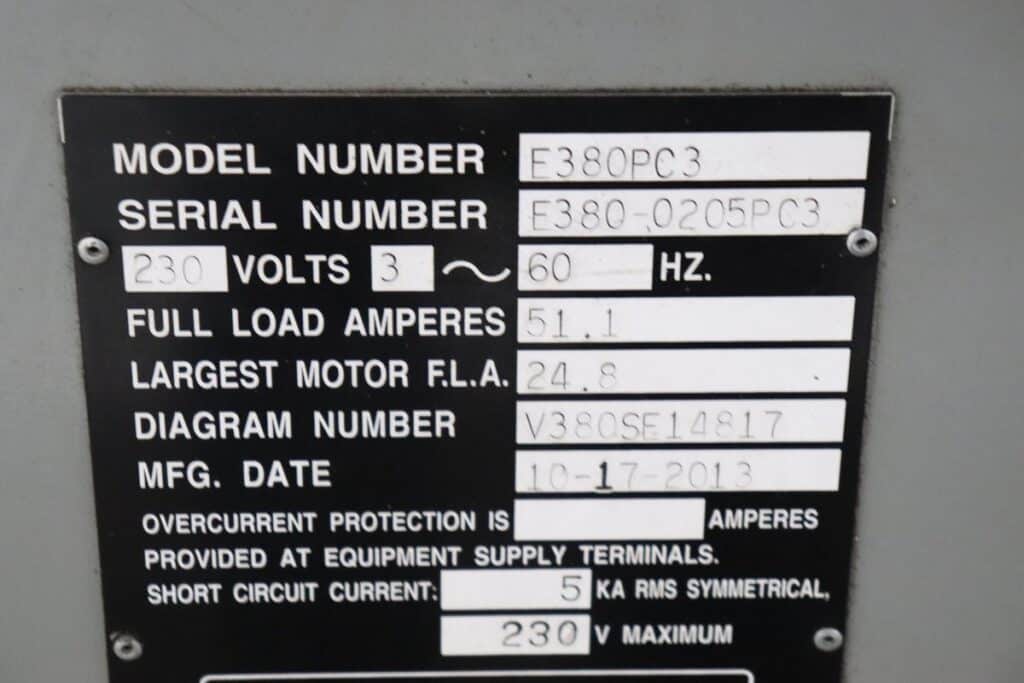 MODEL NUMBER E380PC3
SERIAL NUMBER E380-0205PC3
230 VOLTS 3 ~ 60 HZ.
FULL LOAD AMPERES 51.1
LARGEST MOTOR F.L.A. 24.8
DIAGRAM NUMBER V380SE14817
MFG. DATE 10-17-2013
OVERCURRENT PROTECTION IS AMPERES
PROVIDED AT EQUIPMENT SUPPLY TERMINALS.
SHORT CIRCUIT CURRENT: 5 KA RMS SYMMETRICAL,
230 V MAXIMUM